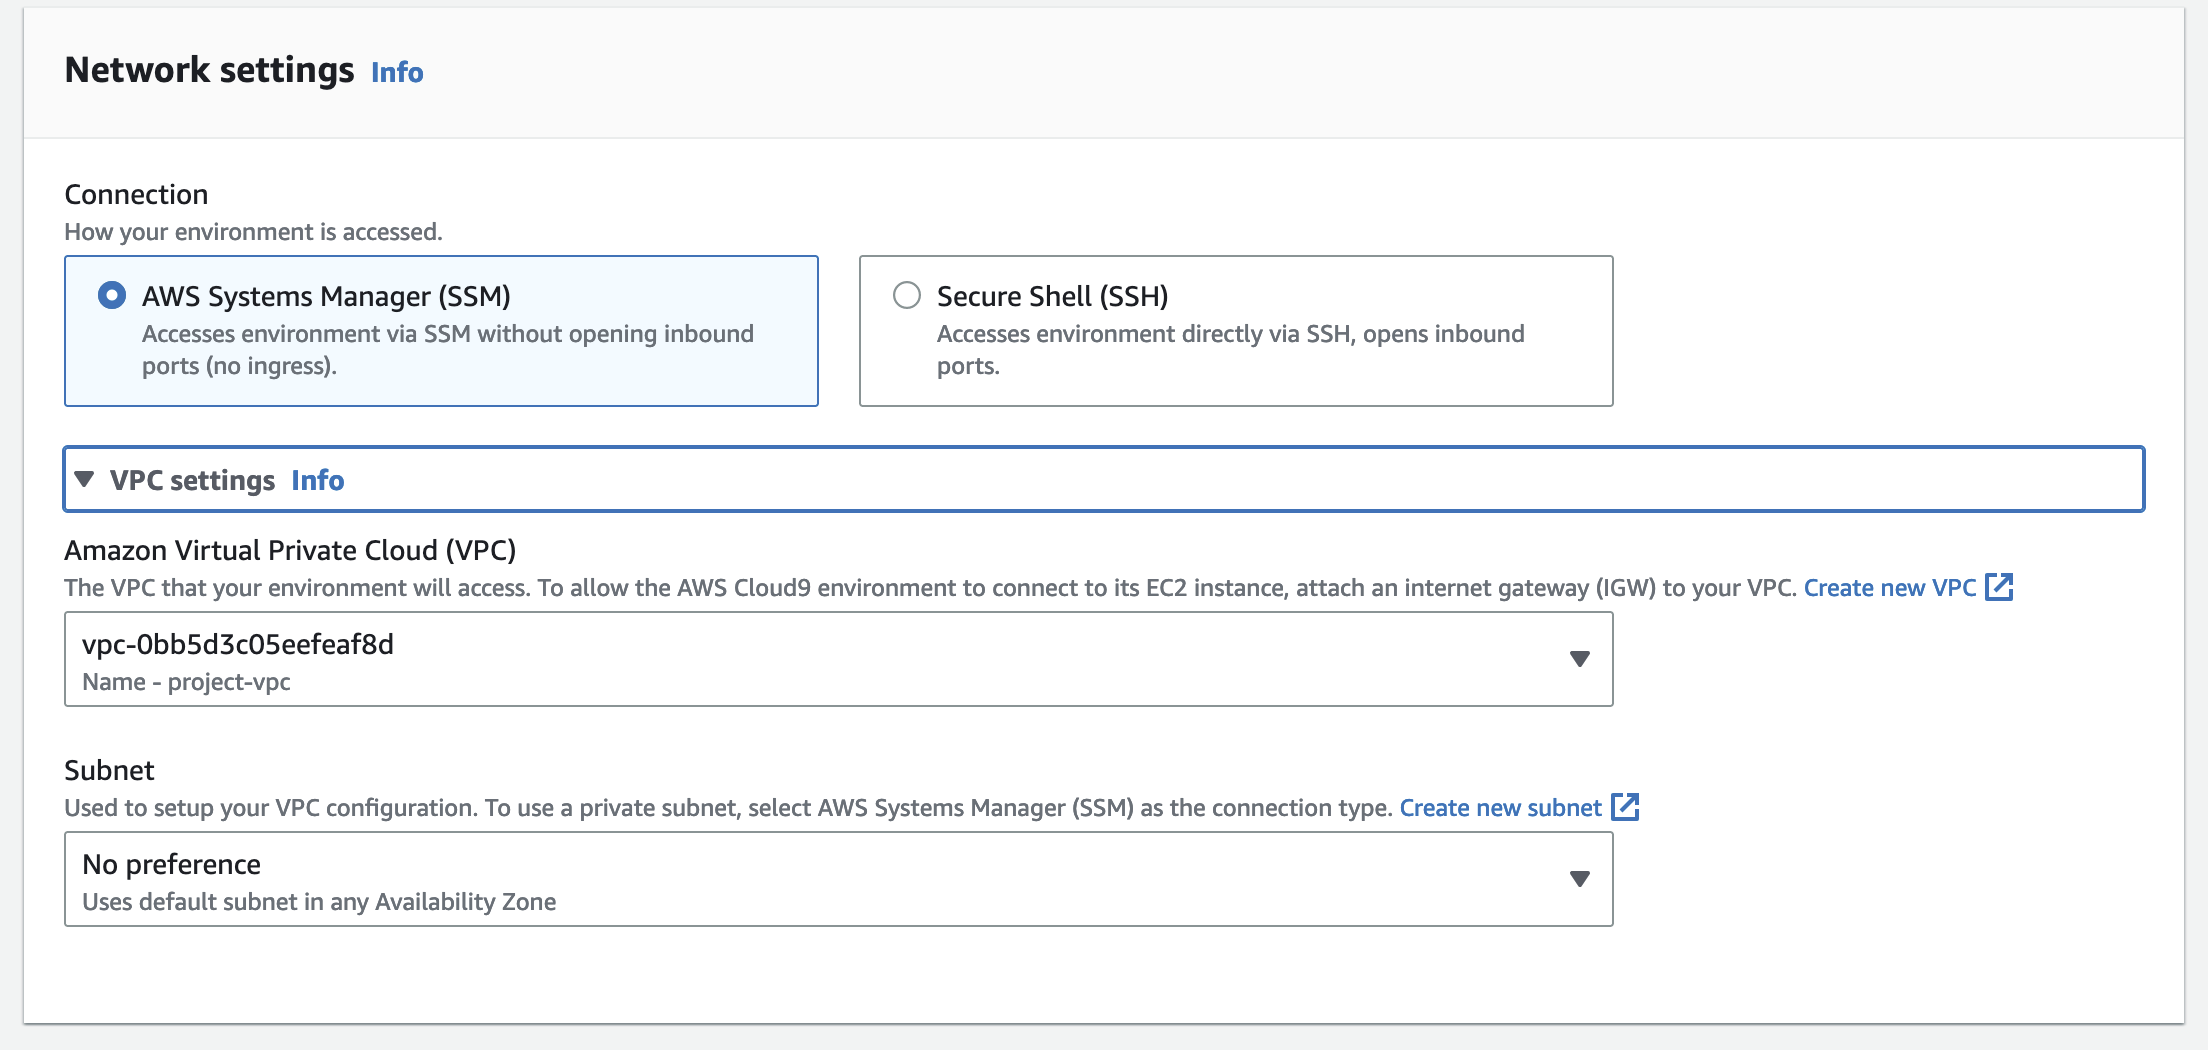 Network settings Info
Connection
How your environment is accessed.
AWS Systems Manager (SSM)
Accesses environment via SSM without opening inbound
ports (no ingress).
Secure Shell (SSH)
Accesses environment directly via SSH, opens inbound
ports.
VPC settings Info
Amazon Virtual Private Cloud (VPC)
The VPC that your environment will access. To allow the AWS Cloud9 environment to connect to its EC2 instance, attach an internet gateway (IGW) to your VPC. Create new VPC
vpc-0bb5d3c05eefeaf8d
Name - project-vpc
Subnet
Used to setup your VPC configuration. To use a private subnet, select AWS Systems Manager (SSM) as the connection type. Create new subnet
No preference
Uses default subnet in any Availability Zone